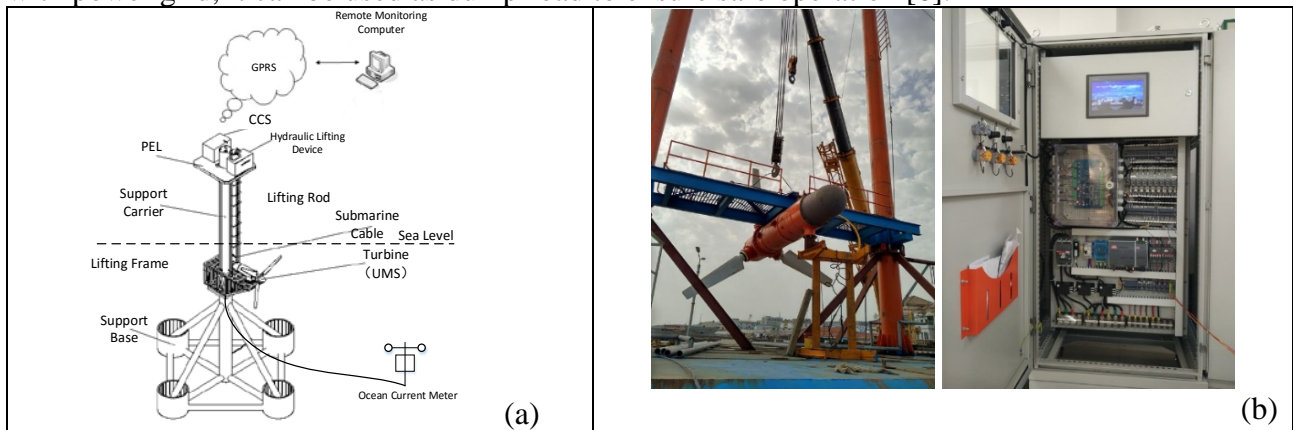 Remote Monitoring
Computer
GPRS
CCS
Hydraulic Lifting
Device
PEL
Support
Carrier
Lifting Rod
Submarine
Cable
Sea Level
Lifting Frame
Turbine
(UMS)
Support
Base
Ocean Current Meter
(a)
(b)